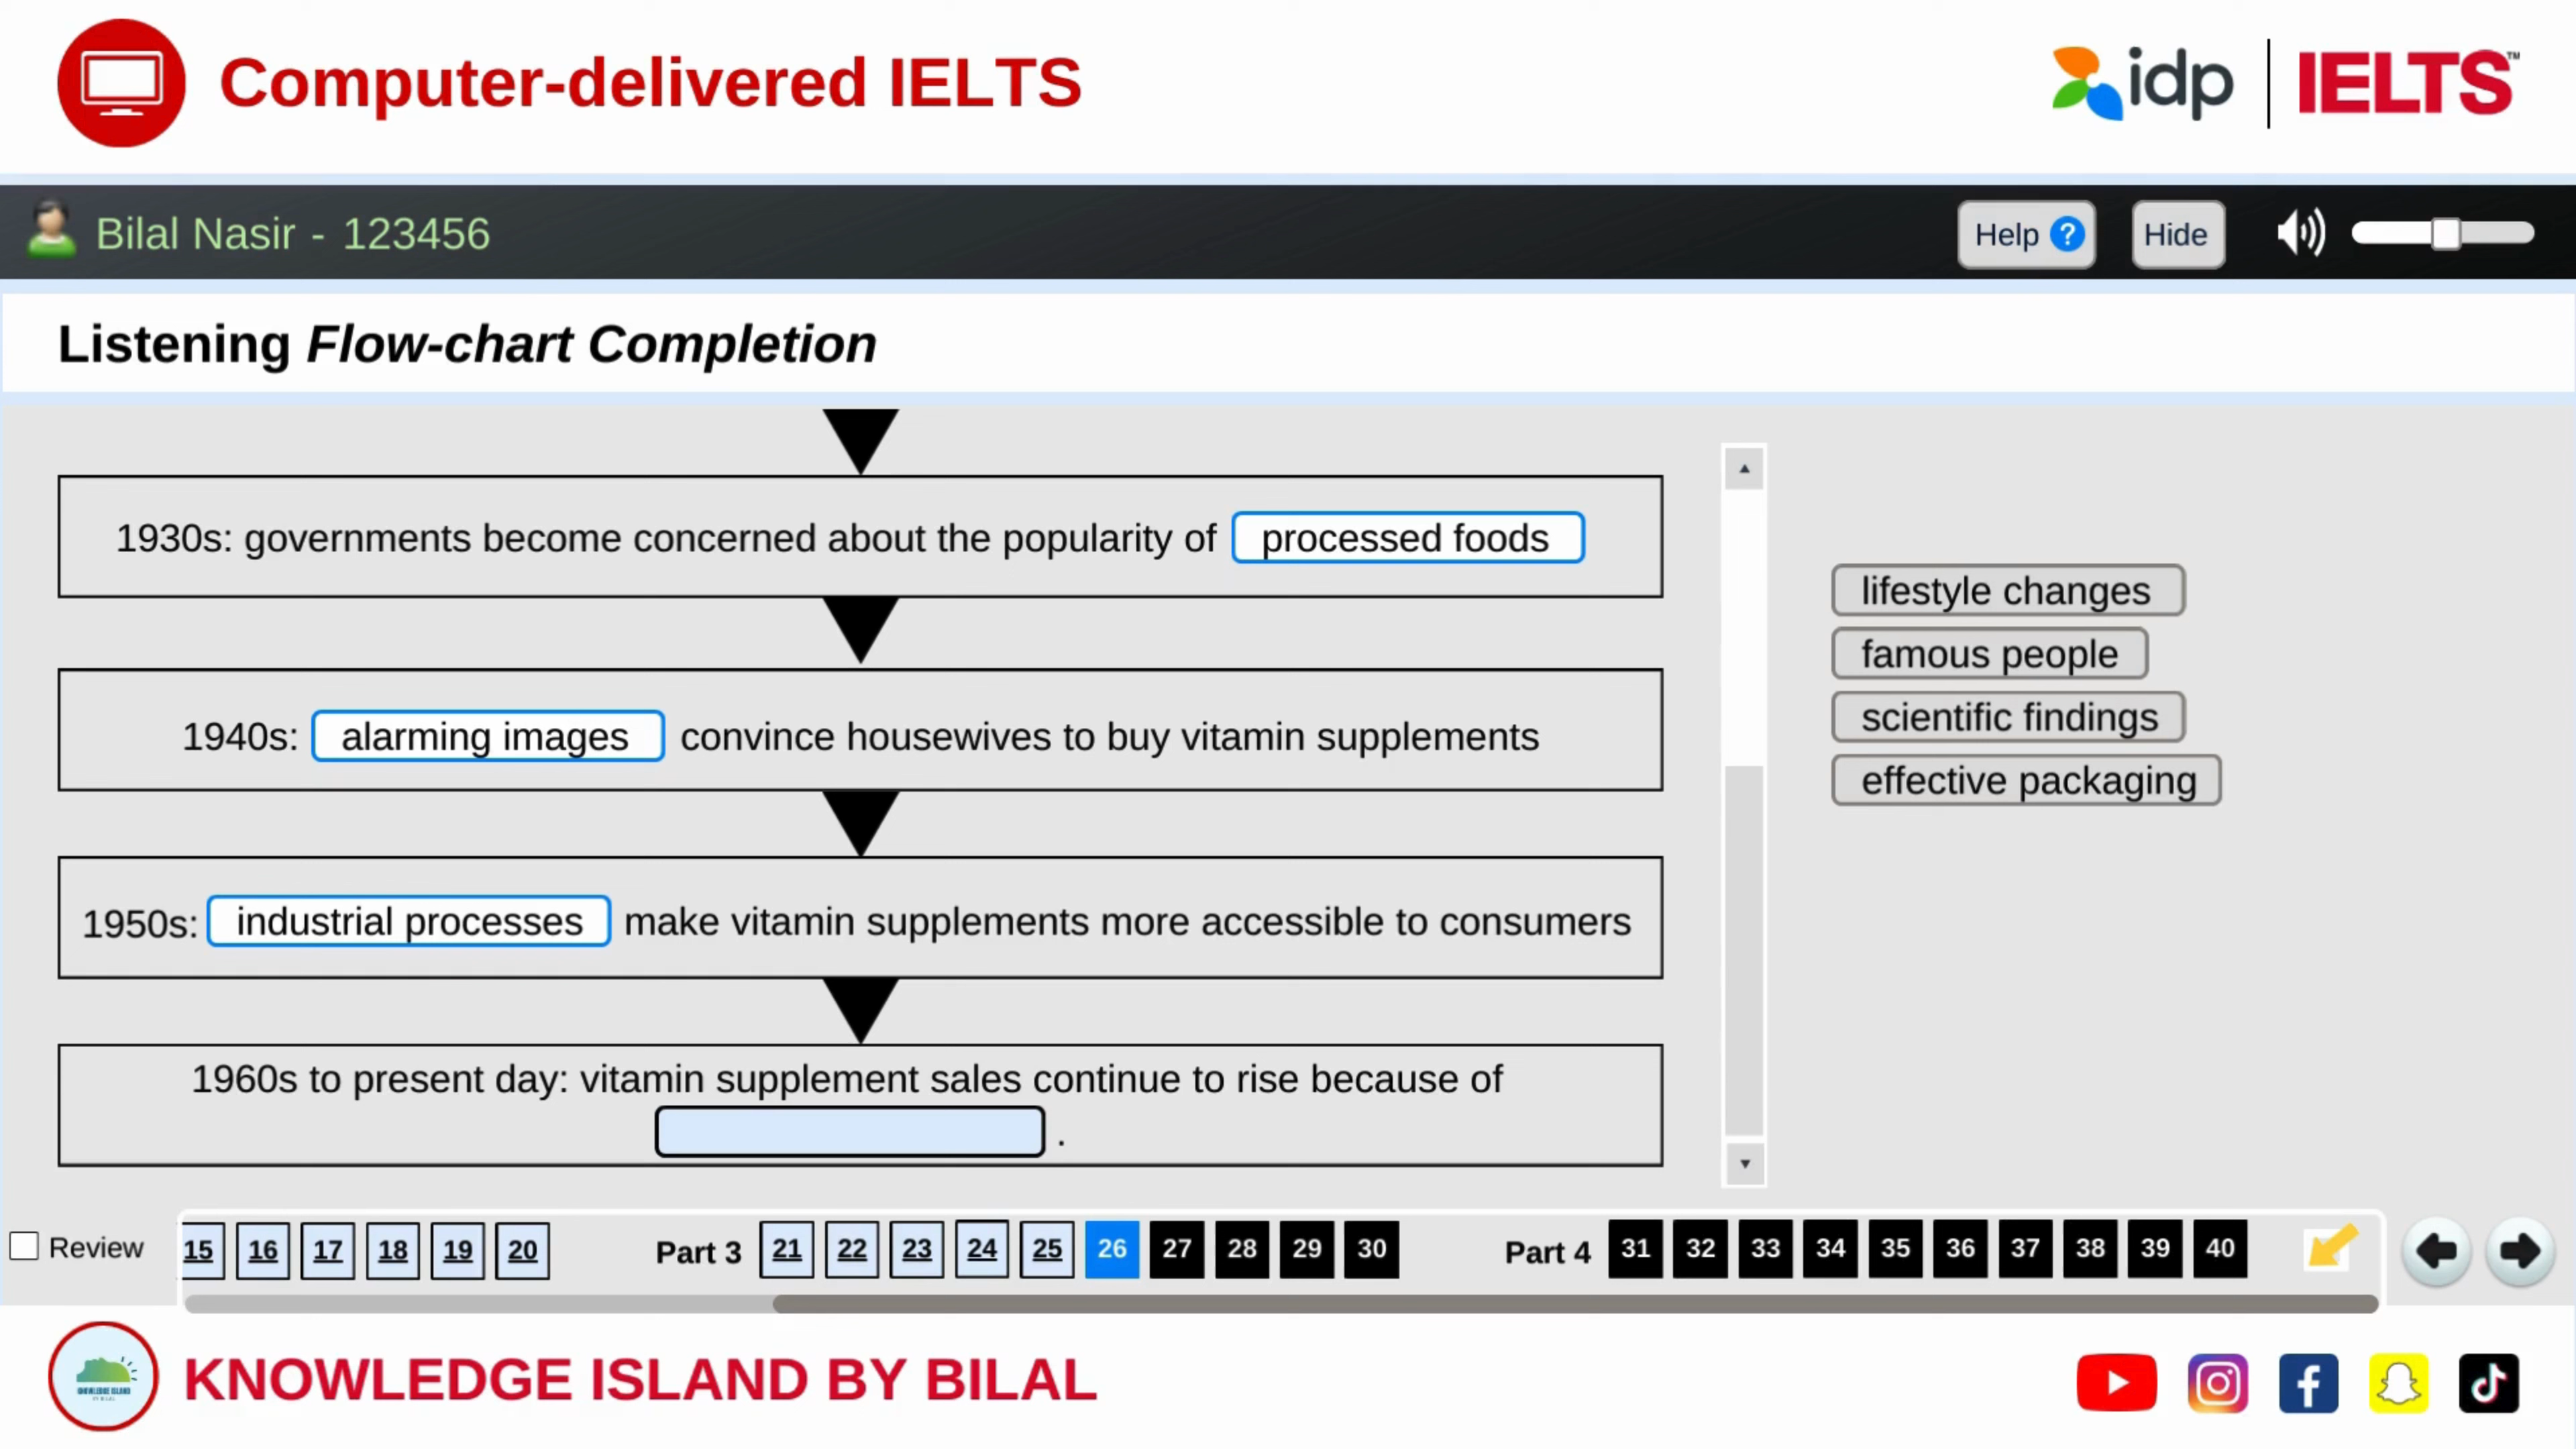 Computer-delivered IELTS
idp | IELTS™
Bilal Nasir - 123456
Help ?
Hide
Listening Flow-chart Completion
1930s: governments become concerned about the popularity of processed foods
1940s: alarming images convince housewives to buy vitamin supplements
1950s: industrial processes make vitamin supplements more accessible to consumers
1960s to present day: vitamin supplement sales continue to rise because of
.
lifestyle changes
famous people
scientific findings
effective packaging
Review 15 16 17 18 19 20 Part 3 21 22 23 24 25 26 27 28 29 30 Part 4 31 32 33 34 35 36 37 38 39 40
KNOWLEDGE ISLAND
BY BILAL
KNOWLEDGE ISLAND BY BILAL